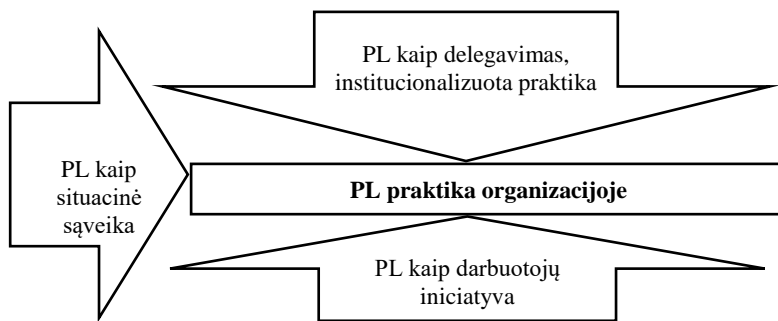 PL kaip delegavimas,
institucionalizuota praktika
PL kaip
situacinė
sąveika
PL praktika organizacijoje
PL kaip darbuotojų
iniciatyva